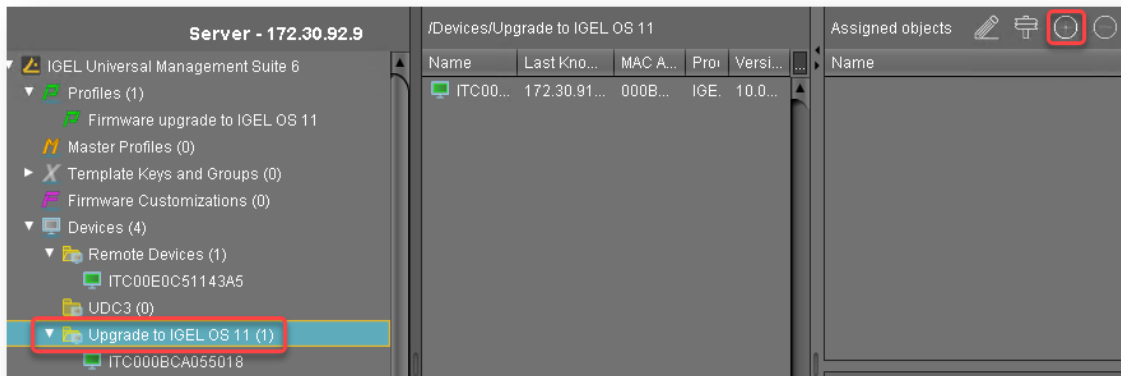 Server - 172.30.92.9
IGEL Universal Management Suite 6
Profiles (1)
Firmware upgrade to IGEL OS 11
Master Profiles (0)
Template Keys and Groups (0)
Firmware Customizations (0)
Devices (4)
Remote Devices (1)
ITC00E0C51143A5
UDC3 (0)
Upgrade to IGEL OS 11 (1)
ITC000BCA055018
/Devices/Upgrade to IGEL OS 11
Name Last Kno... MAC A... Pro Versi... ...
ITC00... 172.30.91... 000B... IGE. 10.0...
Assigned objects
Name